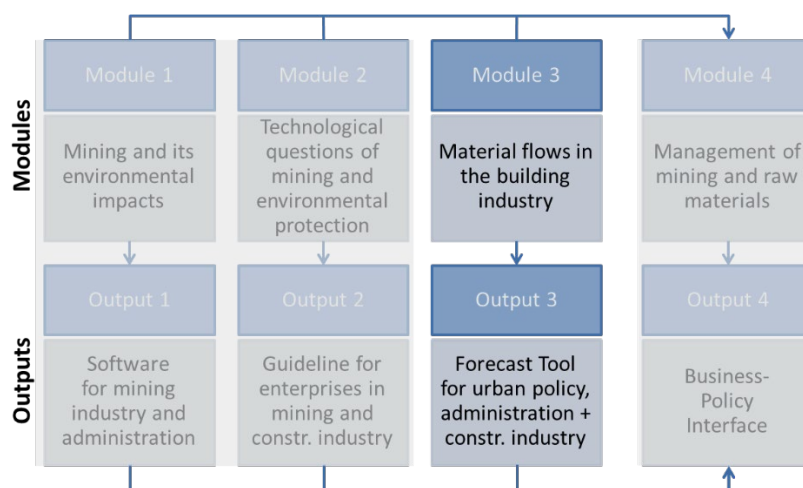 Modules
Module 1
Module 2
Module 3
Module 4
Mining and its
environmental
impacts
Technological
questions of
mining and
environmental
protection
Material flows in
the building
industry
Management of
mining and raw
materials
Outputs
Output 1
Output 2
Output 3
Output 4
Software
for mining
industry and
administration
Guideline for
enterprises in
mining and
constr. industry
Forecast Tool
for urban policy,
administration +
constr. industry
Business-
Policy
Interface